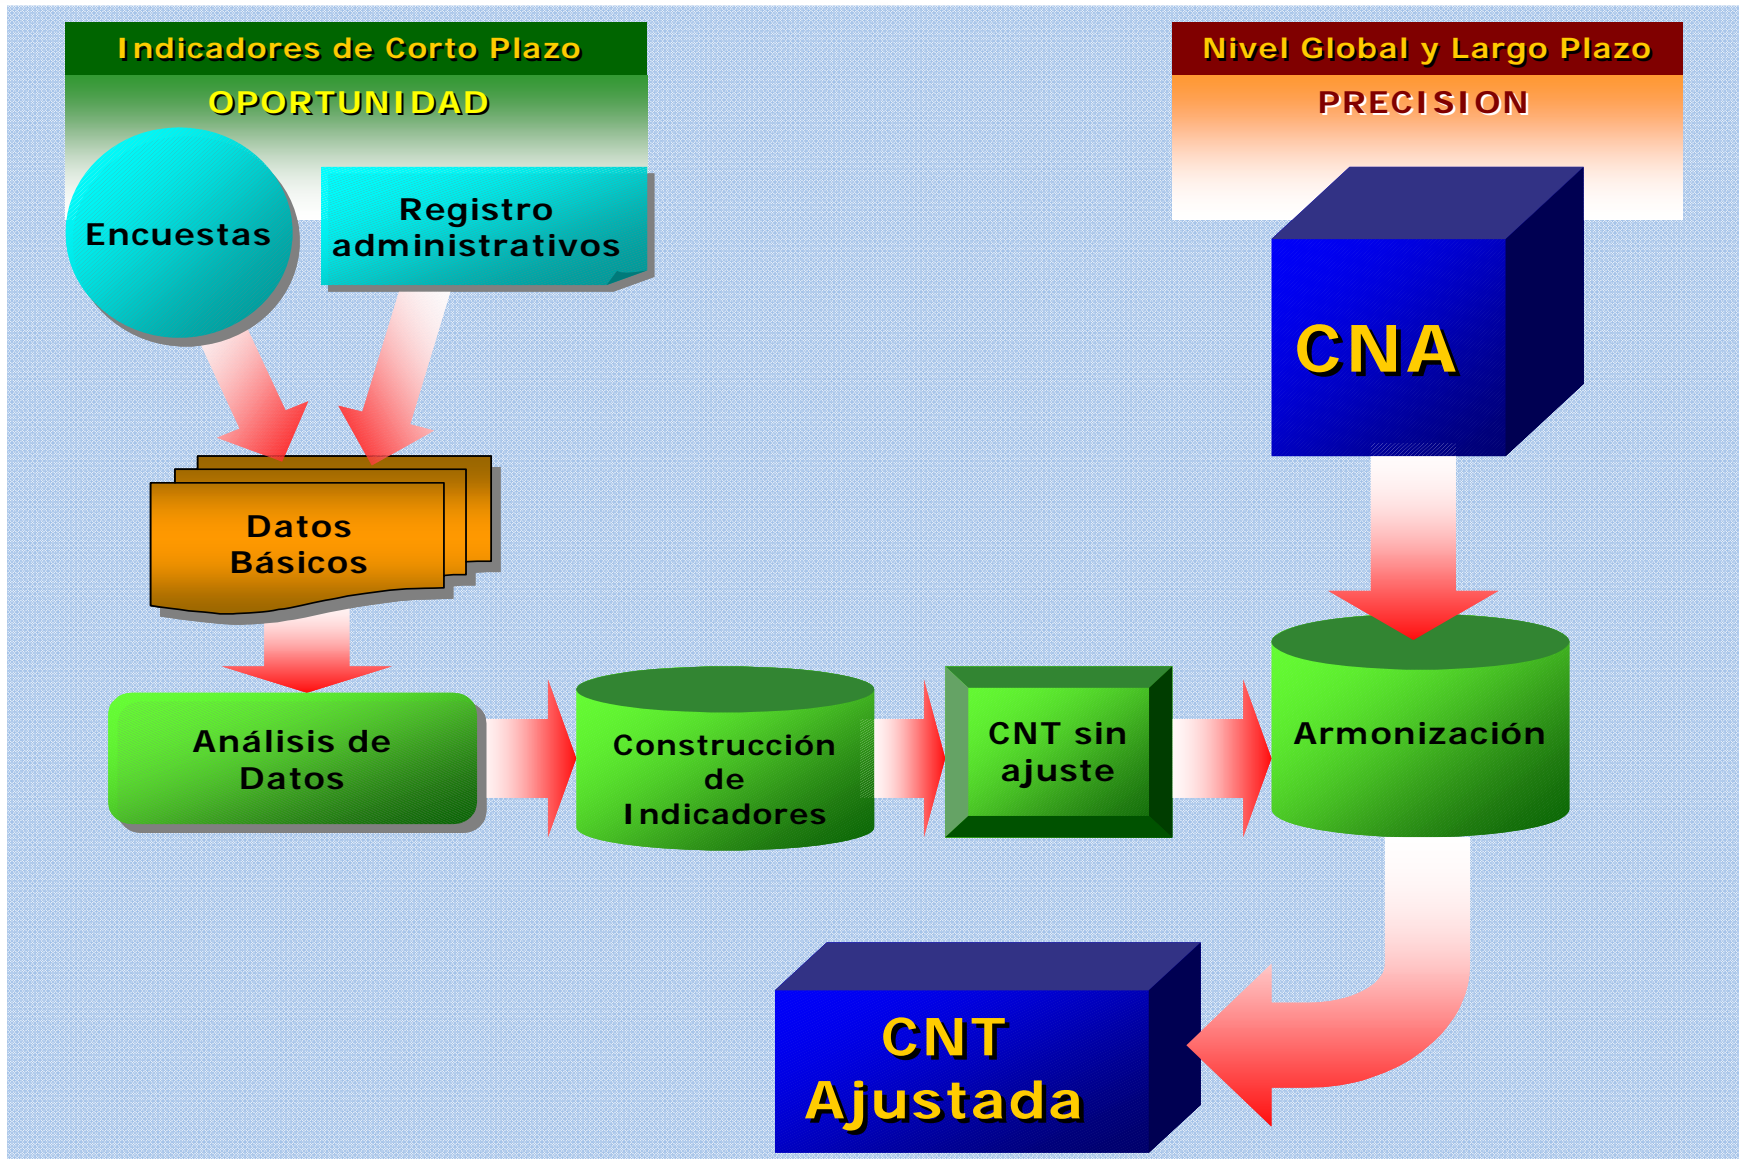 Indicadores de Corto Plazo
OPORTUNIDAD
Encuestas
Registro
administrativos
Nivel Global y Largo Plazo
PRECISION
CNA
Datos
Básicos
Análisis de
Datos
Construcción
de
Indicadores
CNT sin
ajuste
Armonización
CNT
Ajustada